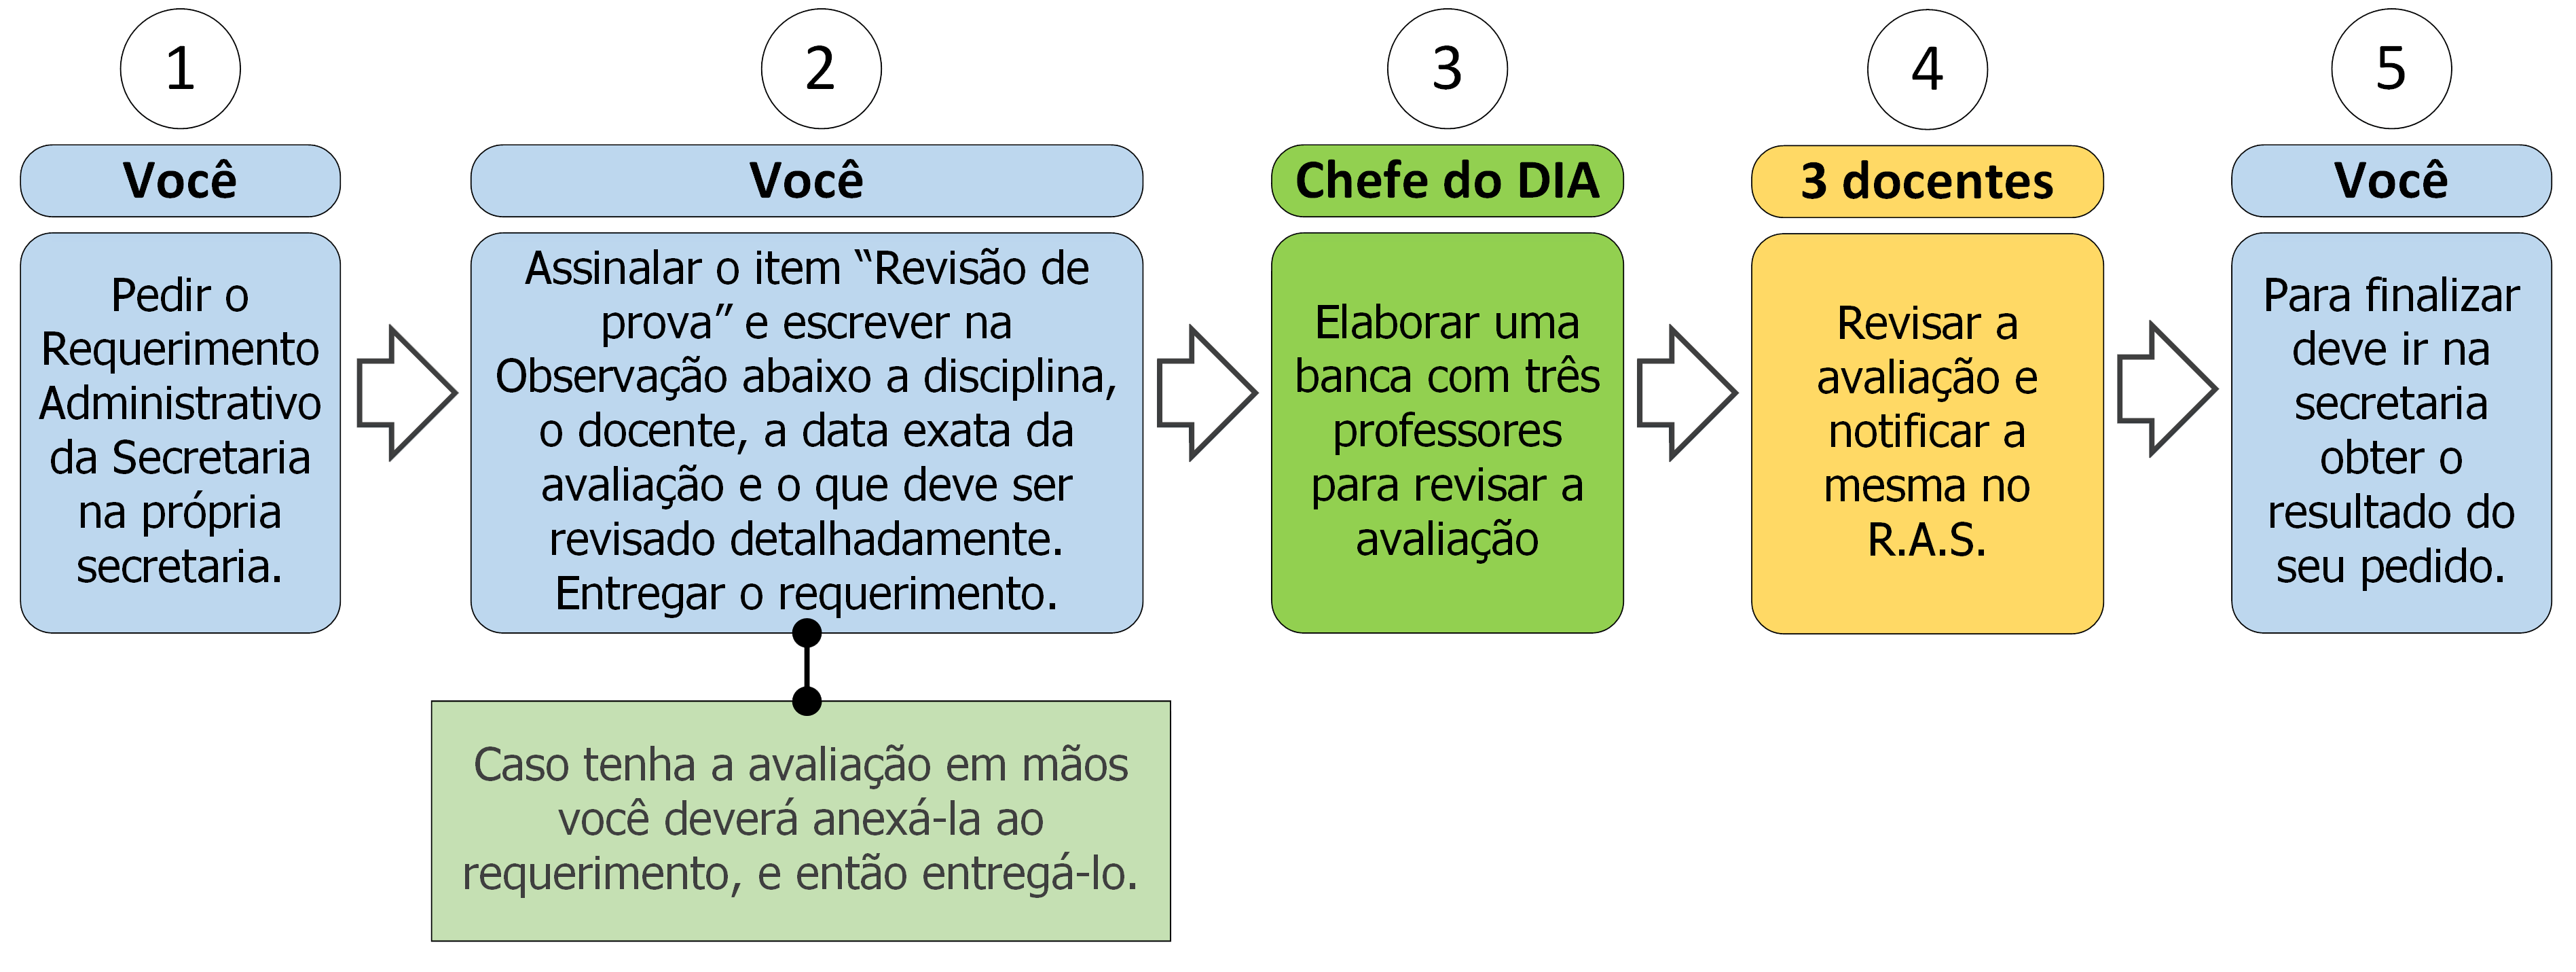 1
Você
Pedir o
Requerimento
Administrativo
da Secretaria
na própria
secretaria.
2
Você
Assinalar o item “Revisão de
prova” e escrever na
Observação abaixo a disciplina,
o docente, a data exata da
avaliação e o que deve ser
revisado detalhadamente.
Entregar o requerimento.
Caso tenha a avaliação em mãos
você deverá anexá-la ao
requerimento, e então entregá-lo.
3
Chefe do DIA
Elaborar uma
banca com três
professores
para revisar a
avaliação
4
3 docentes
Revisar a
avaliação e
notificar a
mesma no
R.A.S.
5
Você
Para finalizar
deve ir na
secretaria
obter o
resultado do
seu pedido.